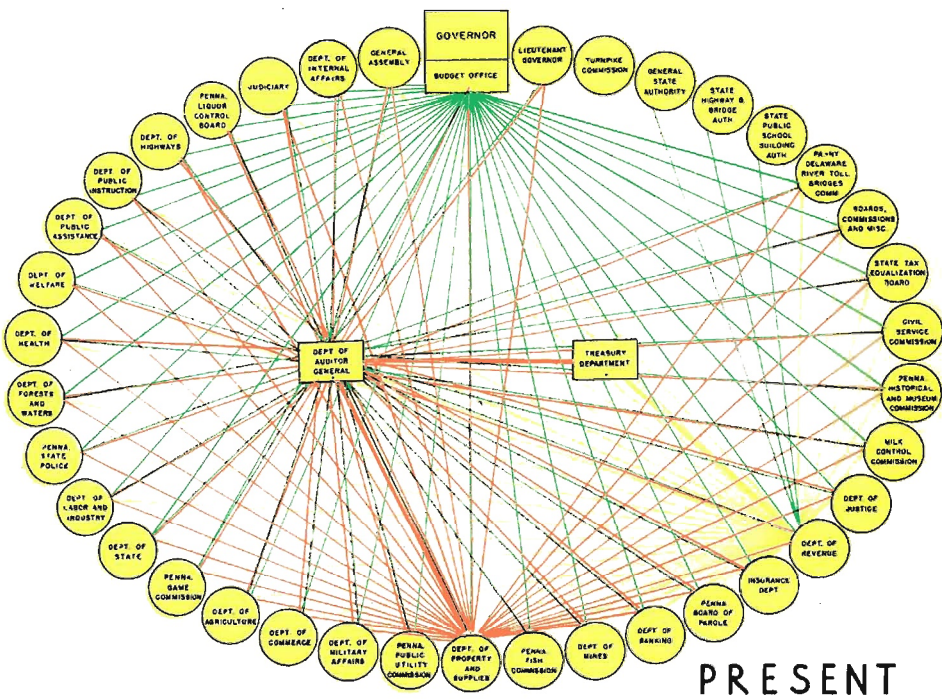 GOVERNOR
BUDGET OFFICE
LIEUTENANT
GOVERNOR
TURNPIKE
COMMISSION
GENERAL
STATE
AUTHORITY
STATE
HIGHWAY &
BRIDGE
AUTH.
STATE
PUBLIC
SCHOOL
BUILDING
AUTH
PA-NY
DELAWARE
RIVER TOLL
BRIDGES
COMM.
BOARDS,
COMMISSIONS
AND MISC.
STATE TAX
EQUALIZATION
BOARD
CIVIL
SERVICE
COMMISSION
PENNA.
HISTORICAL
AND MUSEUM
COMMISSION
MILK
CONTROL
COMMISSION
DEPT. OF
JUSTICE
DEPT. OF
REVENUE
INSURANCE
DEPT.
PENNA.
BOARD OF
PAROLE
DEPT OF
BANKING
DEPT OF
MINES
PENNA.
FISH
COMMISSION
DEPT. OF
PROPERTY
AND
SUPPLIES
PENNA.
PUBLIC
UTILITY
COMMISSION
DEPT. OF
MILITARY
AFFAIRS
DEPT. OF
COMMERCE
DEPT. OF
AGRICULTURE
PENNA.
GAME
COMMISSION
DEPT. OF
STATE
DEPT. OF
LABOR AND
INDUSTRY
PENNA.
STATE
POLICE
DEPT. OF
FORESTS
AND
WATERS
DEPT. OF
HEALTH
DEPT. OF
WELFARE
DEPT. OF
PUBLIC
ASSISTANCE
DEPT OF
PUBLIC
INSTRUCTION
DEPT. OF
HIGHWAYS
PENNA.
LIQUOR
CONTROL
BOARD
JUDICIARY
DEPT. OF
INTERNAL
AFFAIRS
GENERAL
ASSEMBLY
DEPT OF
AUDITOR
GENERAL
TREASURY
DEPARTMENT
PRESENT